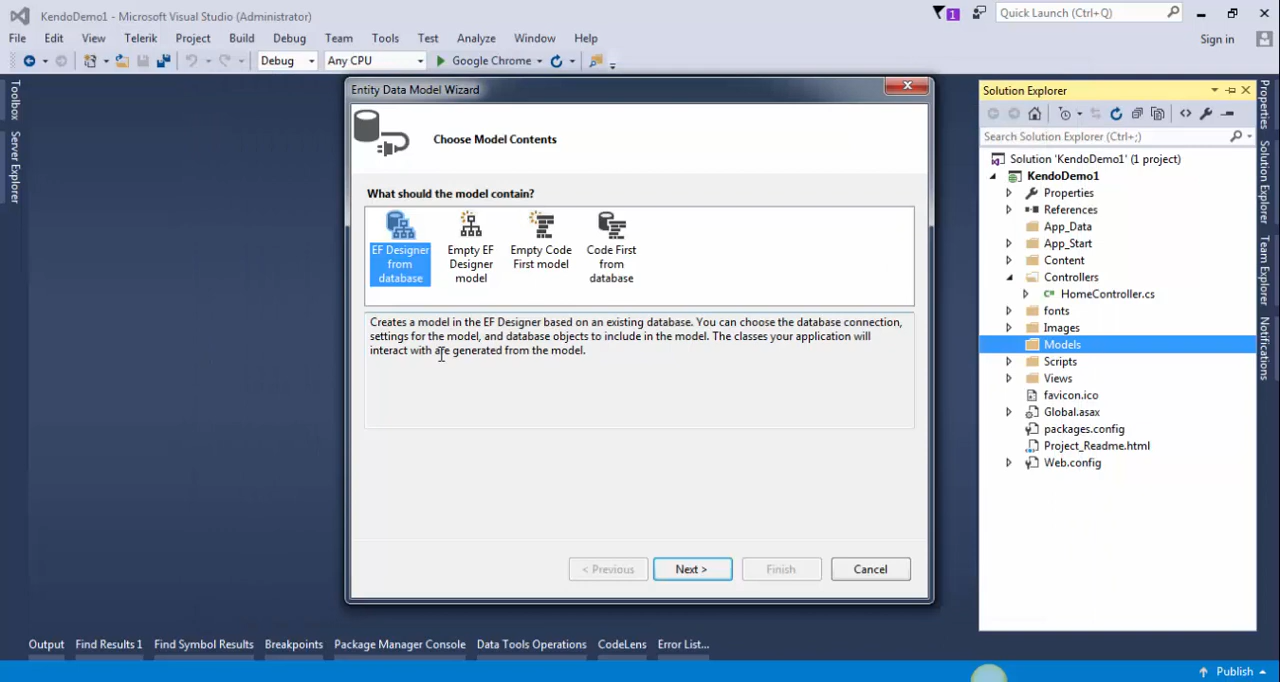 KendoDemo1 - Microsoft Visual Studio (Administrator)
1
Quick Launch (Ctrl+Q)
File Edit View Telerik Project Build Debug Team Tools Test Analyze Window Help
Sign in
Debug Any CPU Google Chrome
Toolbox
Server Explorer
Entity Data Model Wizard
Choose Model Contents
What should the model contain?
EF Designer
from
database
Empty EF
Designer
model
Empty Code
First model
Code First
from
database
Creates a model in the EF Designer based on an existing database. You can choose the database connection,
settings for the model, and database objects to include in the model. The classes your application will
interact with are generated from the model.
< Previous Next > Finish Cancel
Solution Explorer
Search Solution Explorer (Ctrl+;)
Solution 'KendoDemo1' (1 project)
KendoDemo1
Properties
References
App_Data
App_Start
Content
Controllers
C# HomeController.cs
fonts
Images
Models
Scripts
Views
favicon.ico
Global.asax
packages.config
Project_Readme.html
Web.config
Properties
Solution Explorer
Team Explorer
Notifications
Output Find Results 1 Find Symbol Results Breakpoints Package Manager Console Data Tools Operations CodeLens Error List...
Publish